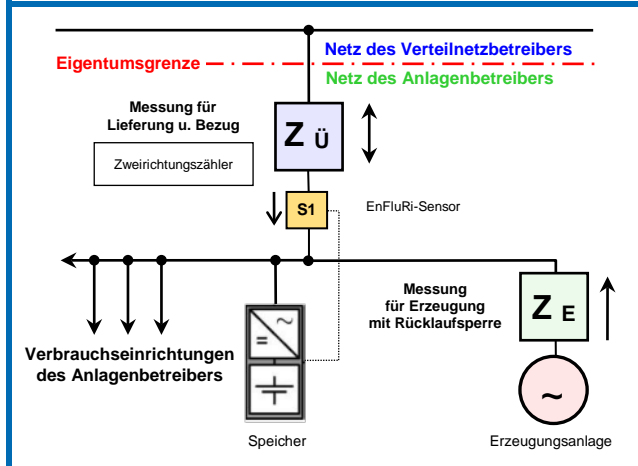 Netz des Verteilnetzbetreibers
Eigentumsgrenze
Netz des Anlagenbetreibers
Messung für
Lieferung u. Bezug
Z Ü
Zweirichtungszähler
S1
EnFluRi-Sensor
Messung
für Erzeugung
mit Rücklaufsperre
Z E
~
=
Verbrauchseinrichtungen
des Anlagenbetreibers
~
Speicher
Erzeugungsanlage